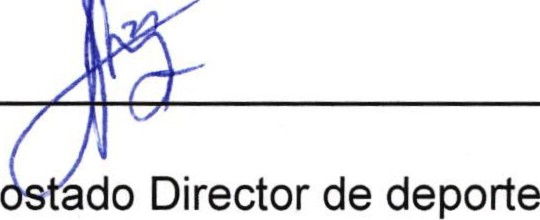 ostado Director de deporte